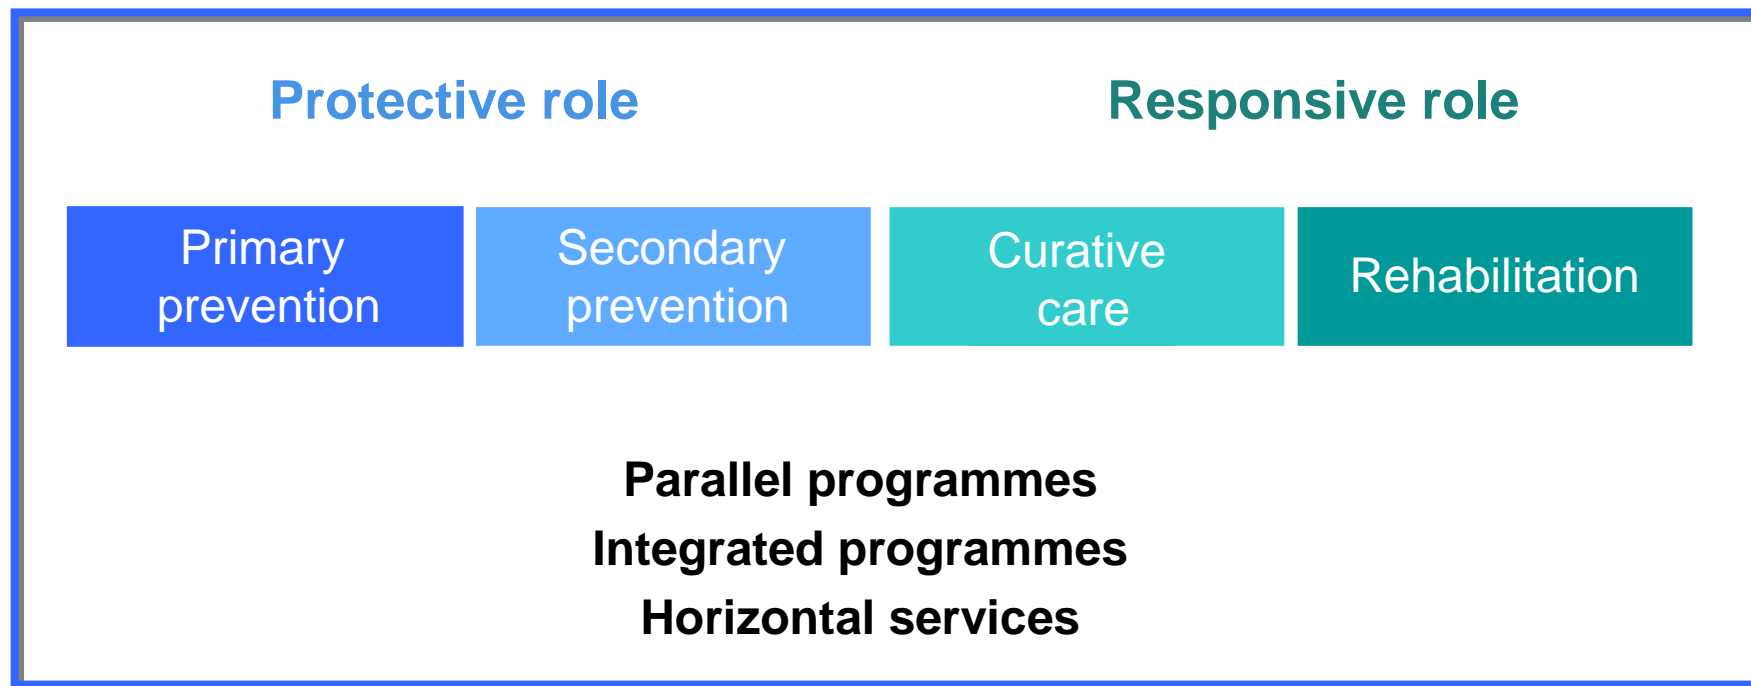 Protective role
Responsive role
Primary
prevention
Secondary
prevention
Curative
care
Rehabilitation
Parallel programmes
Integrated programmes
Horizontal services